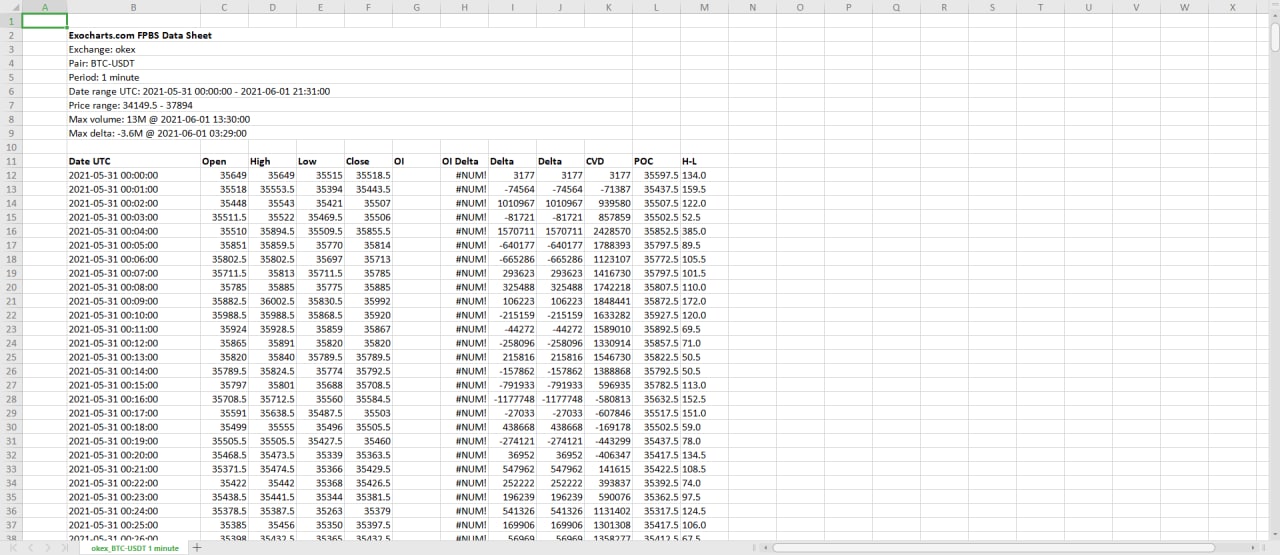 A B C D E F G H I J K L M N O P Q R S T U V W X
1
2 Exocharts.com FPBS Data Sheet
3 Exchange: okex
4 Pair: BTC-USDT
5 Period: 1 minute
6 Date range UTC: 2021-05-31 00:00:00 - 2021-06-01 21:31:00
7 Price range: 34149.5 - 37894
8 Max volume: 13M @ 2021-06-01 13:30:00
9 Max delta: -3.6M @ 2021-06-01 03:29:00
10
11 Date UTC Open High Low Close OI OI Delta Delta Delta CVD POC H-L
12 2021-05-31 00:00:00 35649 35649 35515 35518.5 #NUM! 3177 3177 3177 35597.5 134.0
13 2021-05-31 00:01:00 35518 35553.5 35394 35443.5 #NUM! -74564 -74564 -71387 35437.5 159.5
14 2021-05-31 00:02:00 35448 35543 35421 35507 #NUM! 1010967 1010967 939580 35507.5 122.0
15 2021-05-31 00:03:00 35511.5 35522 35469.5 35506 #NUM! -81721 -81721 857859 35502.5 52.5
16 2021-05-31 00:04:00 35510 35894.5 35509.5 35855.5 #NUM! 1570711 1570711 2428570 35852.5 385.0
17 2021-05-31 00:05:00 35851 35859.5 35770 35814 #NUM! -640177 -640177 1788393 35797.5 89.5
18 2021-05-31 00:06:00 35802.5 35802.5 35697 35713 #NUM! -665286 -665286 1123107 35772.5 105.5
19 2021-05-31 00:07:00 35711.5 35813 35711.5 35785 #NUM! 293623 293623 1416730 35797.5 101.5
20 2021-05-31 00:08:00 35785 35885 35775 35885 #NUM! 325488 325488 1742218 35807.5 110.0
21 2021-05-31 00:09:00 35882.5 36002.5 35830.5 35992 #NUM! 106223 106223 1848441 35872.5 172.0
22 2021-05-31 00:10:00 35988.5 35988.5 35868.5 35920 #NUM! -215159 -215159 1633282 35927.5 120.0
23 2021-05-31 00:11:00 35924 35928.5 35859 35867 #NUM! -44272 -44272 1589010 35892.5 69.5
24 2021-05-31 00:12:00 35865 35891 35820 35820 #NUM! -258096 -258096 1330914 35857.5 71.0
25 2021-05-31 00:13:00 35820 35840 35789.5 35789.5 #NUM! 215816 215816 1546730 35822.5 50.5
26 2021-05-31 00:14:00 35789.5 35824.5 35774 35792.5 #NUM! -157862 -157862 1388868 35792.5 50.5
27 2021-05-31 00:15:00 35797 35801 35688 35708.5 #NUM! -791933 -791933 596935 35782.5 113.0
28 2021-05-31 00:16:00 35708.5 35712.5 35560 35584.5 #NUM! -1177748 -1177748 -580813 35632.5 152.5
29 2021-05-31 00:17:00 35591 35638.5 35487.5 35503 #NUM! -27033 -27033 -607846 35517.5 151.0
30 2021-05-31 00:18:00 35499 35555 35496 35505.5 #NUM! 438668 438668 -169178 35502.5 59.0
31 2021-05-31 00:19:00 35505.5 35505.5 35427.5 35460 #NUM! -274121 -274121 -443299 35437.5 78.0
32 2021-05-31 00:20:00 35468.5 35473.5 35339 35363.5 #NUM! 36952 36952 -406347 35417.5 134.5
33 2021-05-31 00:21:00 35371.5 35474.5 35366 35429.5 #NUM! 547962 547962 141615 35422.5 108.5
34 2021-05-31 00:22:00 35422 35442 35368 35426.5 #NUM! 252222 252222 393837 35392.5 74.0
35 2021-05-31 00:23:00 35438.5 35441.5 35344 35381.5 #NUM! 196239 196239 590076 35362.5 97.5
36 2021-05-31 00:24:00 35378.5 35387.5 35263 35379 #NUM! 541326 541326 1131402 35317.5 124.5
37 2021-05-31 00:25:00 35385 35456 35350 35397.5 #NUM! 169906 169906 1301308 35417.5 106.0
38 2021-05-31 00:26:00 35398 35432.5 35365 35432.5 #NUM! 56969 56969 1358277 35412.5 67.5
okex_BTC-USDT 1 minute